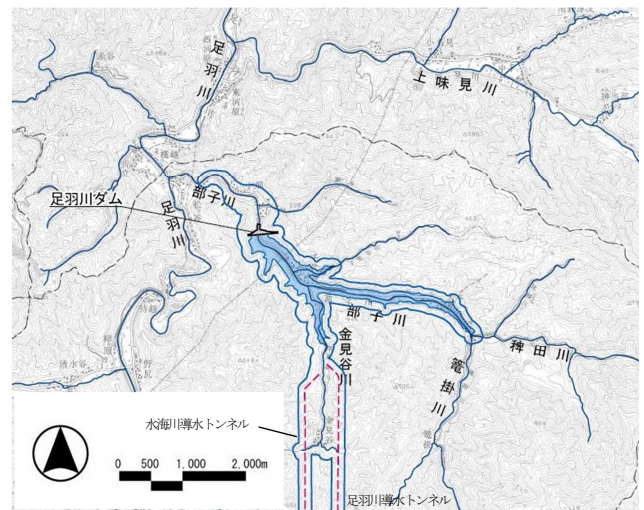 足羽川
上味見川
足羽川ダム
部子川
足羽川
部子川
金見谷川
籠掛川
稗田川
水海川導水トンネル
0 500 1,000 2,000m
足羽川導水トンネル